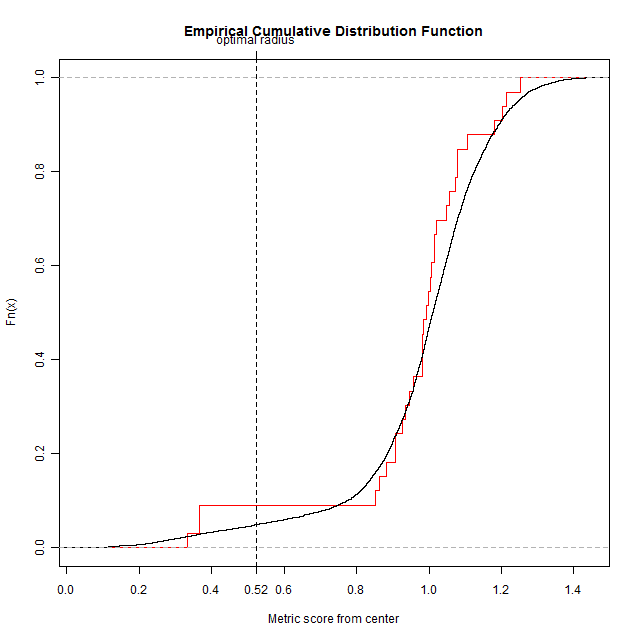 Empirical Cumulative Distribution Function
optimal radius
Fn(x)
1.0
0.8
0.6
0.4
0.2
0.0
0.0 0.2 0.4 0.52 0.6 0.8 1.0 1.2 1.4
Metric score from center